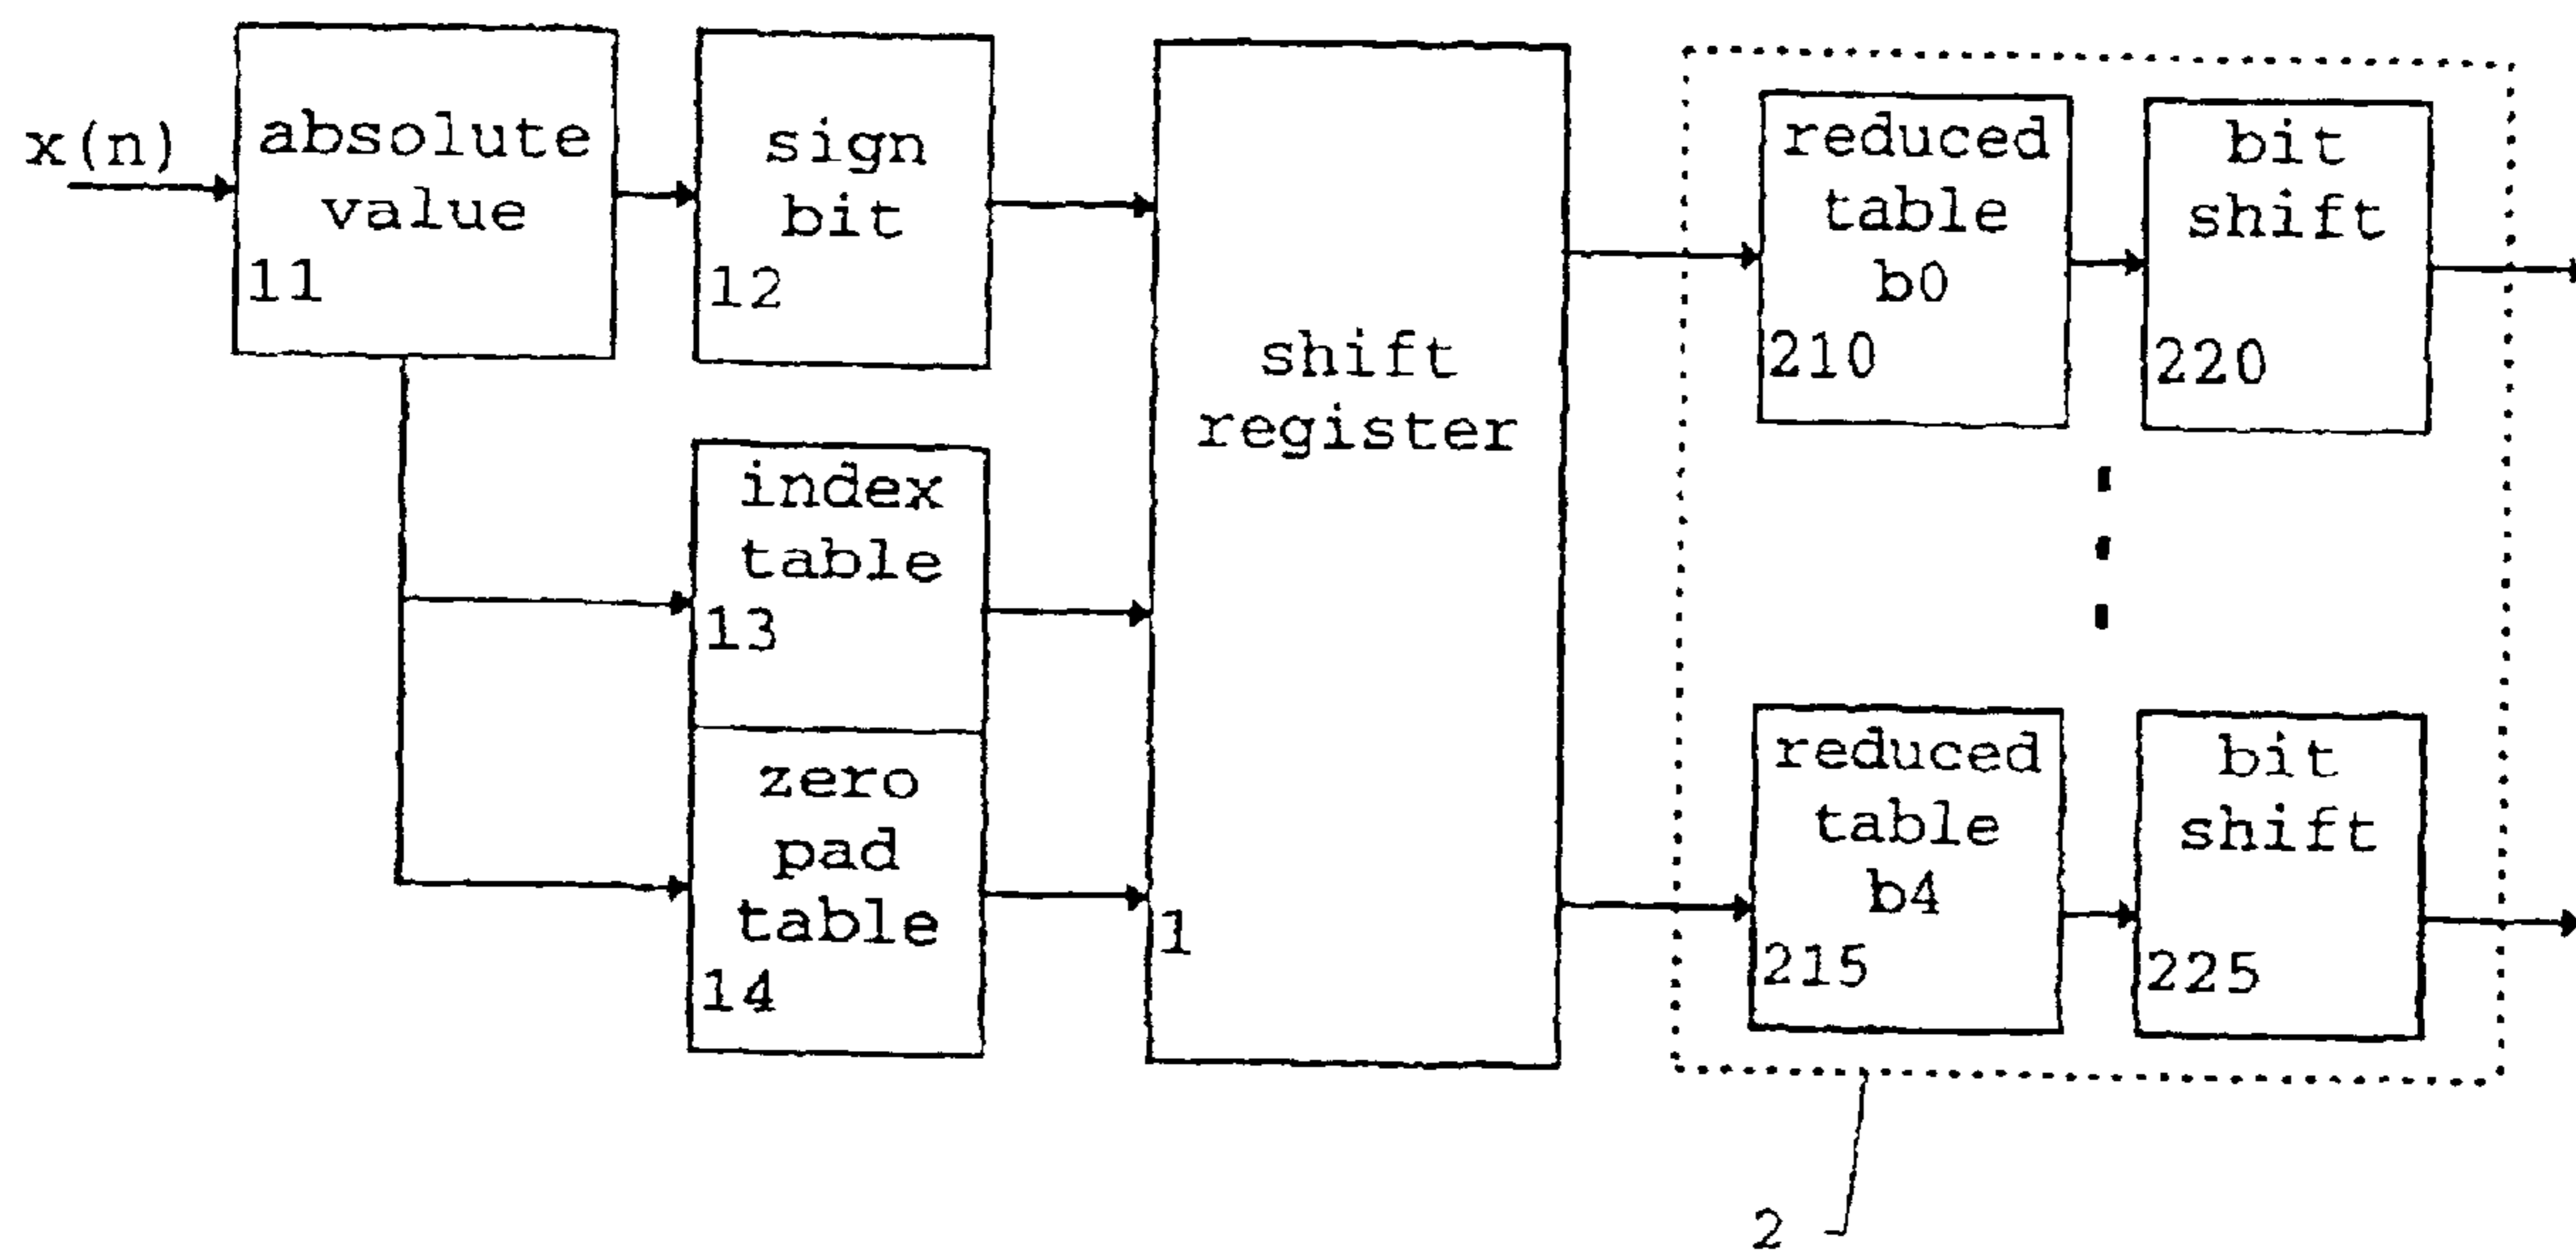 x(n)
absolute
value
11
sign
bit
12
index
table
13
zero
pad
table
14
shift
register
1
reduced
table
b0
210
bit
shift
220
reduced
table
b4
215
bit
shift
225
2